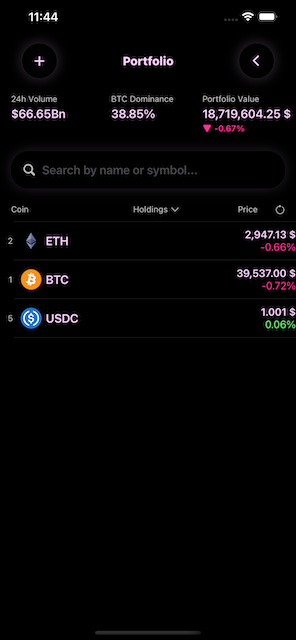 11:44
Portfolio
24h Volume
$66.65Bn
BTC Dominance
38.85%
Portfolio Value
18,719,604.25 $
-0.67%
Search by name or symbol...
Coin Holdings Price
2 ETH 2,947.13 $
-0.66%
1 BTC 39,537.00 $
-0.72%
5 USDC 1.001 $
0.06%